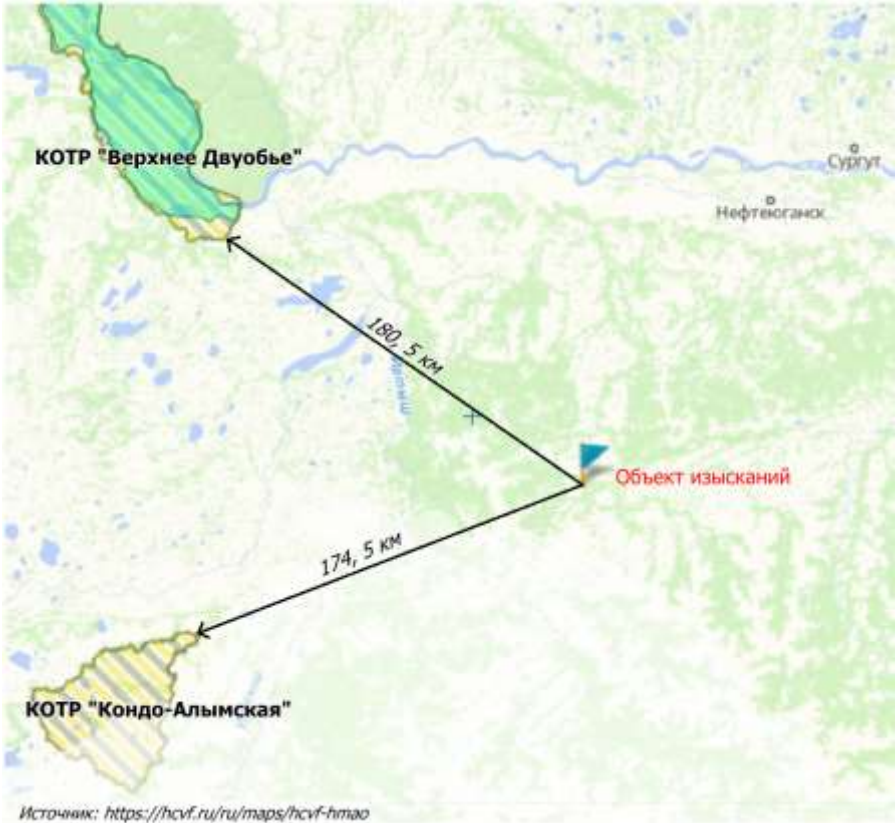 КОТР "Верхнее Двуобье"
Сургут
Нефтеюганск
180, 5 км
Объект изысканий
174, 5 км
КОТР "Кондо-Алымская"
Источник: https://hcvf.ru/ru/maps/hcvf-hmao